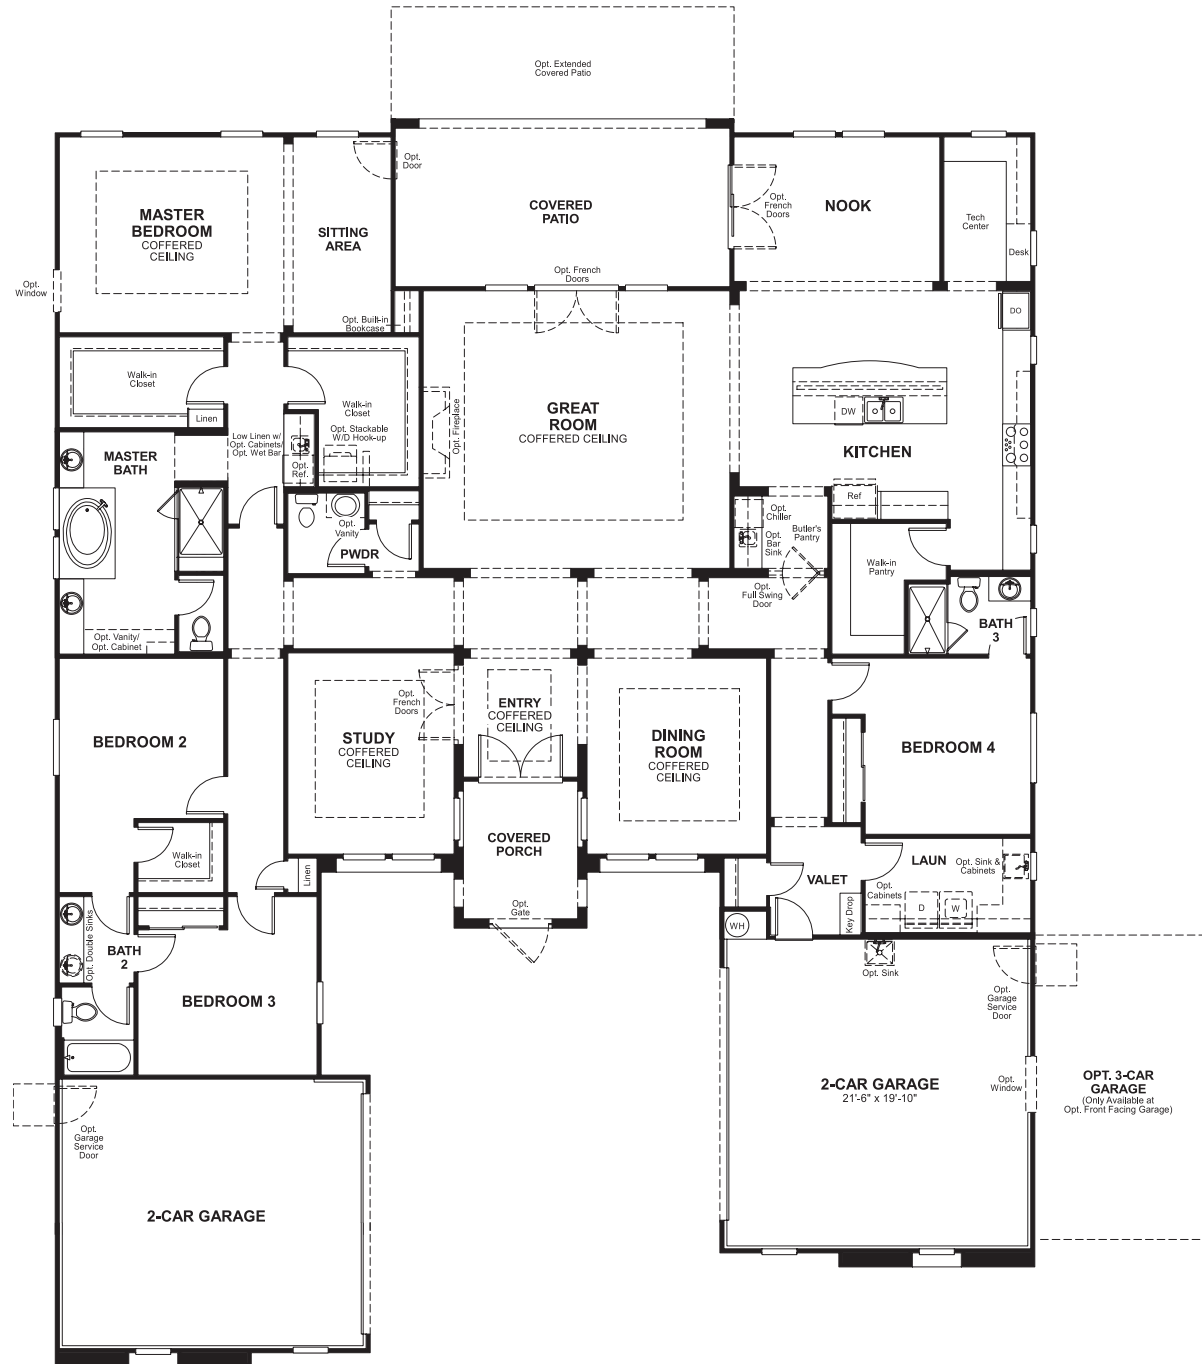 Opt. Extended
Covered Patio
Opt.
Door
COVERED
PATIO
Opt.
French
Doors
NOOK
Tech
Center
Desk
MASTER
BEDROOM
COFFERED
CEILING
SITTING
AREA
Opt.
Window
Opt. French
Doors
Opt. Built-in
Bookcase
DO
Walk-in
Closet
Linen
Walk-in
Closet
Opt. Stackable
W/D Hook-up
Opt. Fireplace
GREAT
ROOM
COFFERED CEILING
DW
KITCHEN
Low Linen w/
Opt. Cabinets/
Opt. Wet Bar
Opt.
Ref.
MASTER
BATH
Ref
Opt.
Chiller
Opt.
Bar
Sink
Butler's
Pantry
Opt.
Vanity
PWDR
Walk-in
Pantry
Opt.
Full Swing
Door
BATH
3
Opt. Vanity/
Opt. Cabinet
Opt.
French
Doors
ENTRY
COFFERED
CEILING
BEDROOM 2
STUDY
COFFERED
CEILING
DINING
ROOM
COFFERED
CEILING
BEDROOM 4
COVERED
PORCH
Walk-in
Closet
Linen
LAUN
Opt. Sink &
Cabinets
VALET
Opt.
Cabinets
D
W
Key Drop
Opt.
Gate
WH
Opt. Double Sinks
BATH
2
Opt. Sink
BEDROOM 3
Opt.
Garage
Service
Door
2-CAR GARAGE
21'-6" x 19'-10"
Opt.
Window
OPT. 3-CAR
GARAGE
(Only Available at
Opt. Front Facing Garage)
Opt.
Garage
Service
Door
2-CAR GARAGE